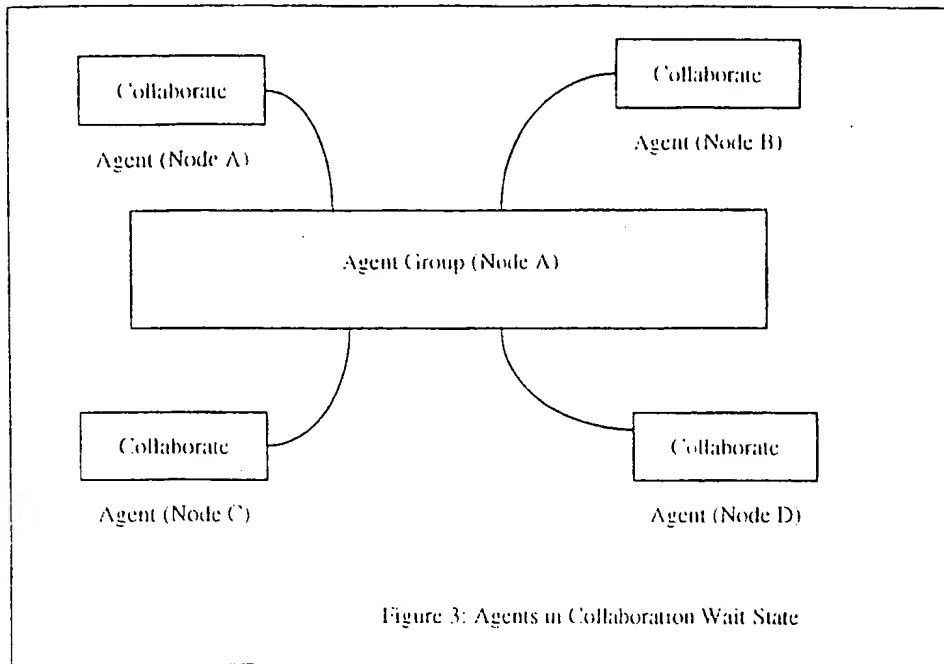 Collaborate
Collaborate
Agent (Node A)
Agent (Node B)
Agent Group (Node A)
Collaborate
Collaborate
Agent (Node C)
Agent (Node D)
Figure 3: Agents in Collaboration Wait State